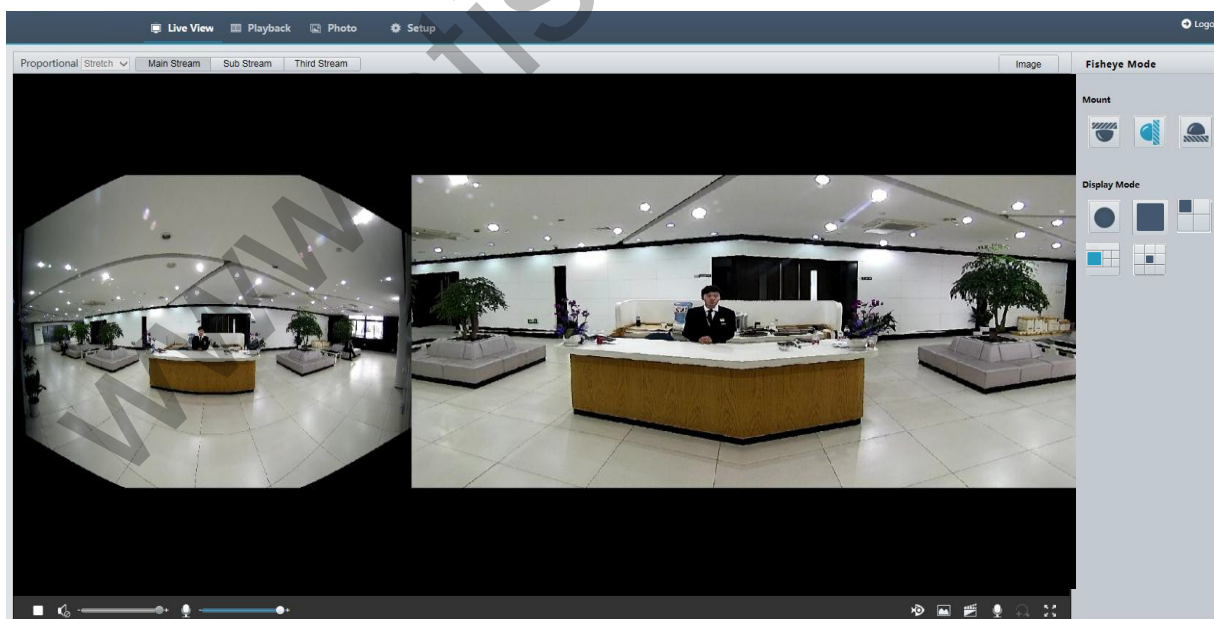 Live View Playback Photo Setup Logo
Proportional Stretch Main Stream Sub Stream Third Stream Image Fisheye Mode
Mount
Display Mode